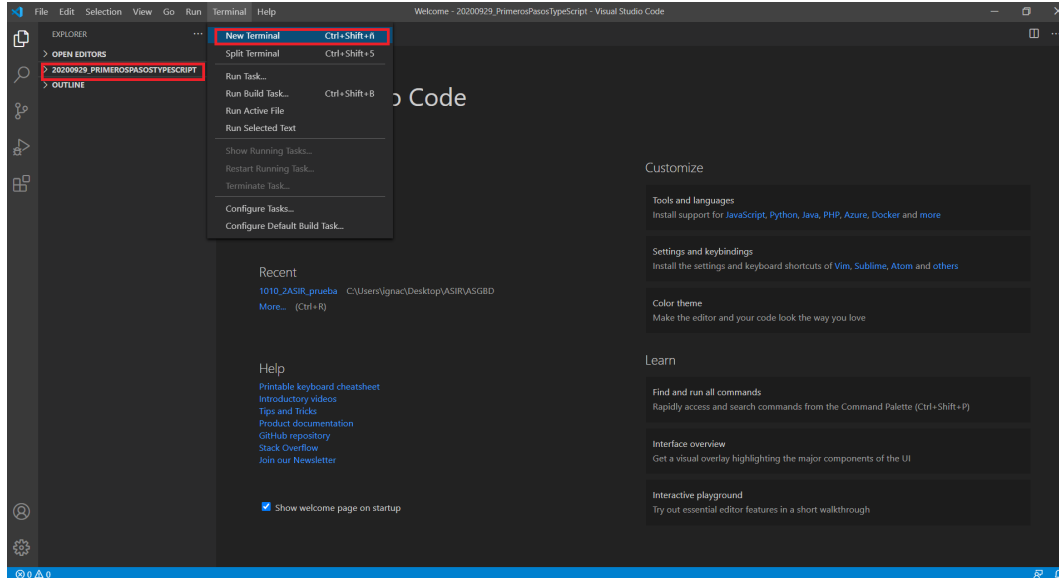 File Edit Selection View Go Run Terminal Help
Welcome - 20200929_PrimerosPasosTypeScript - Visual Studio Code
EXPLORER
OPEN EDITORS
20200929_PRIMEROSPASOSTYPESCRIPT
OUTLINE
New Terminal Ctrl+Shift+ñ
Split Terminal Ctrl+Shift+5
Run Task...
Run Build Task... Ctrl+Shift+B
Run Active File
Run Selected Text
Show Running Tasks...
Restart Running Task...
Terminate Task...
Configure Tasks...
Configure Default Build Task...
Code
Recent
1010_2ASIR_prueba C:\Users\ignac\Desktop\ASIR\ASGBD
More... (Ctrl+R)
Help
Printable keyboard cheatsheet
Introductory videos
Tips and Tricks
Product documentation
GitHub repository
Stack Overflow
Join our Newsletter
Show welcome page on startup
Customize
Tools and languages
Install support for JavaScript, Python, Java, PHP, Azure, Docker and more
Settings and keybindings
Install the settings and keyboard shortcuts of Vim, Sublime, Atom and others
Color theme
Make the editor and your code look the way you love
Learn
Find and run all commands
Rapidly access and search commands from the Command Palette (Ctrl+Shift+P)
Interface overview
Get a visual overlay highlighting the major components of the UI
Interactive playground
Try out essential editor features in a short walkthrough
0 0